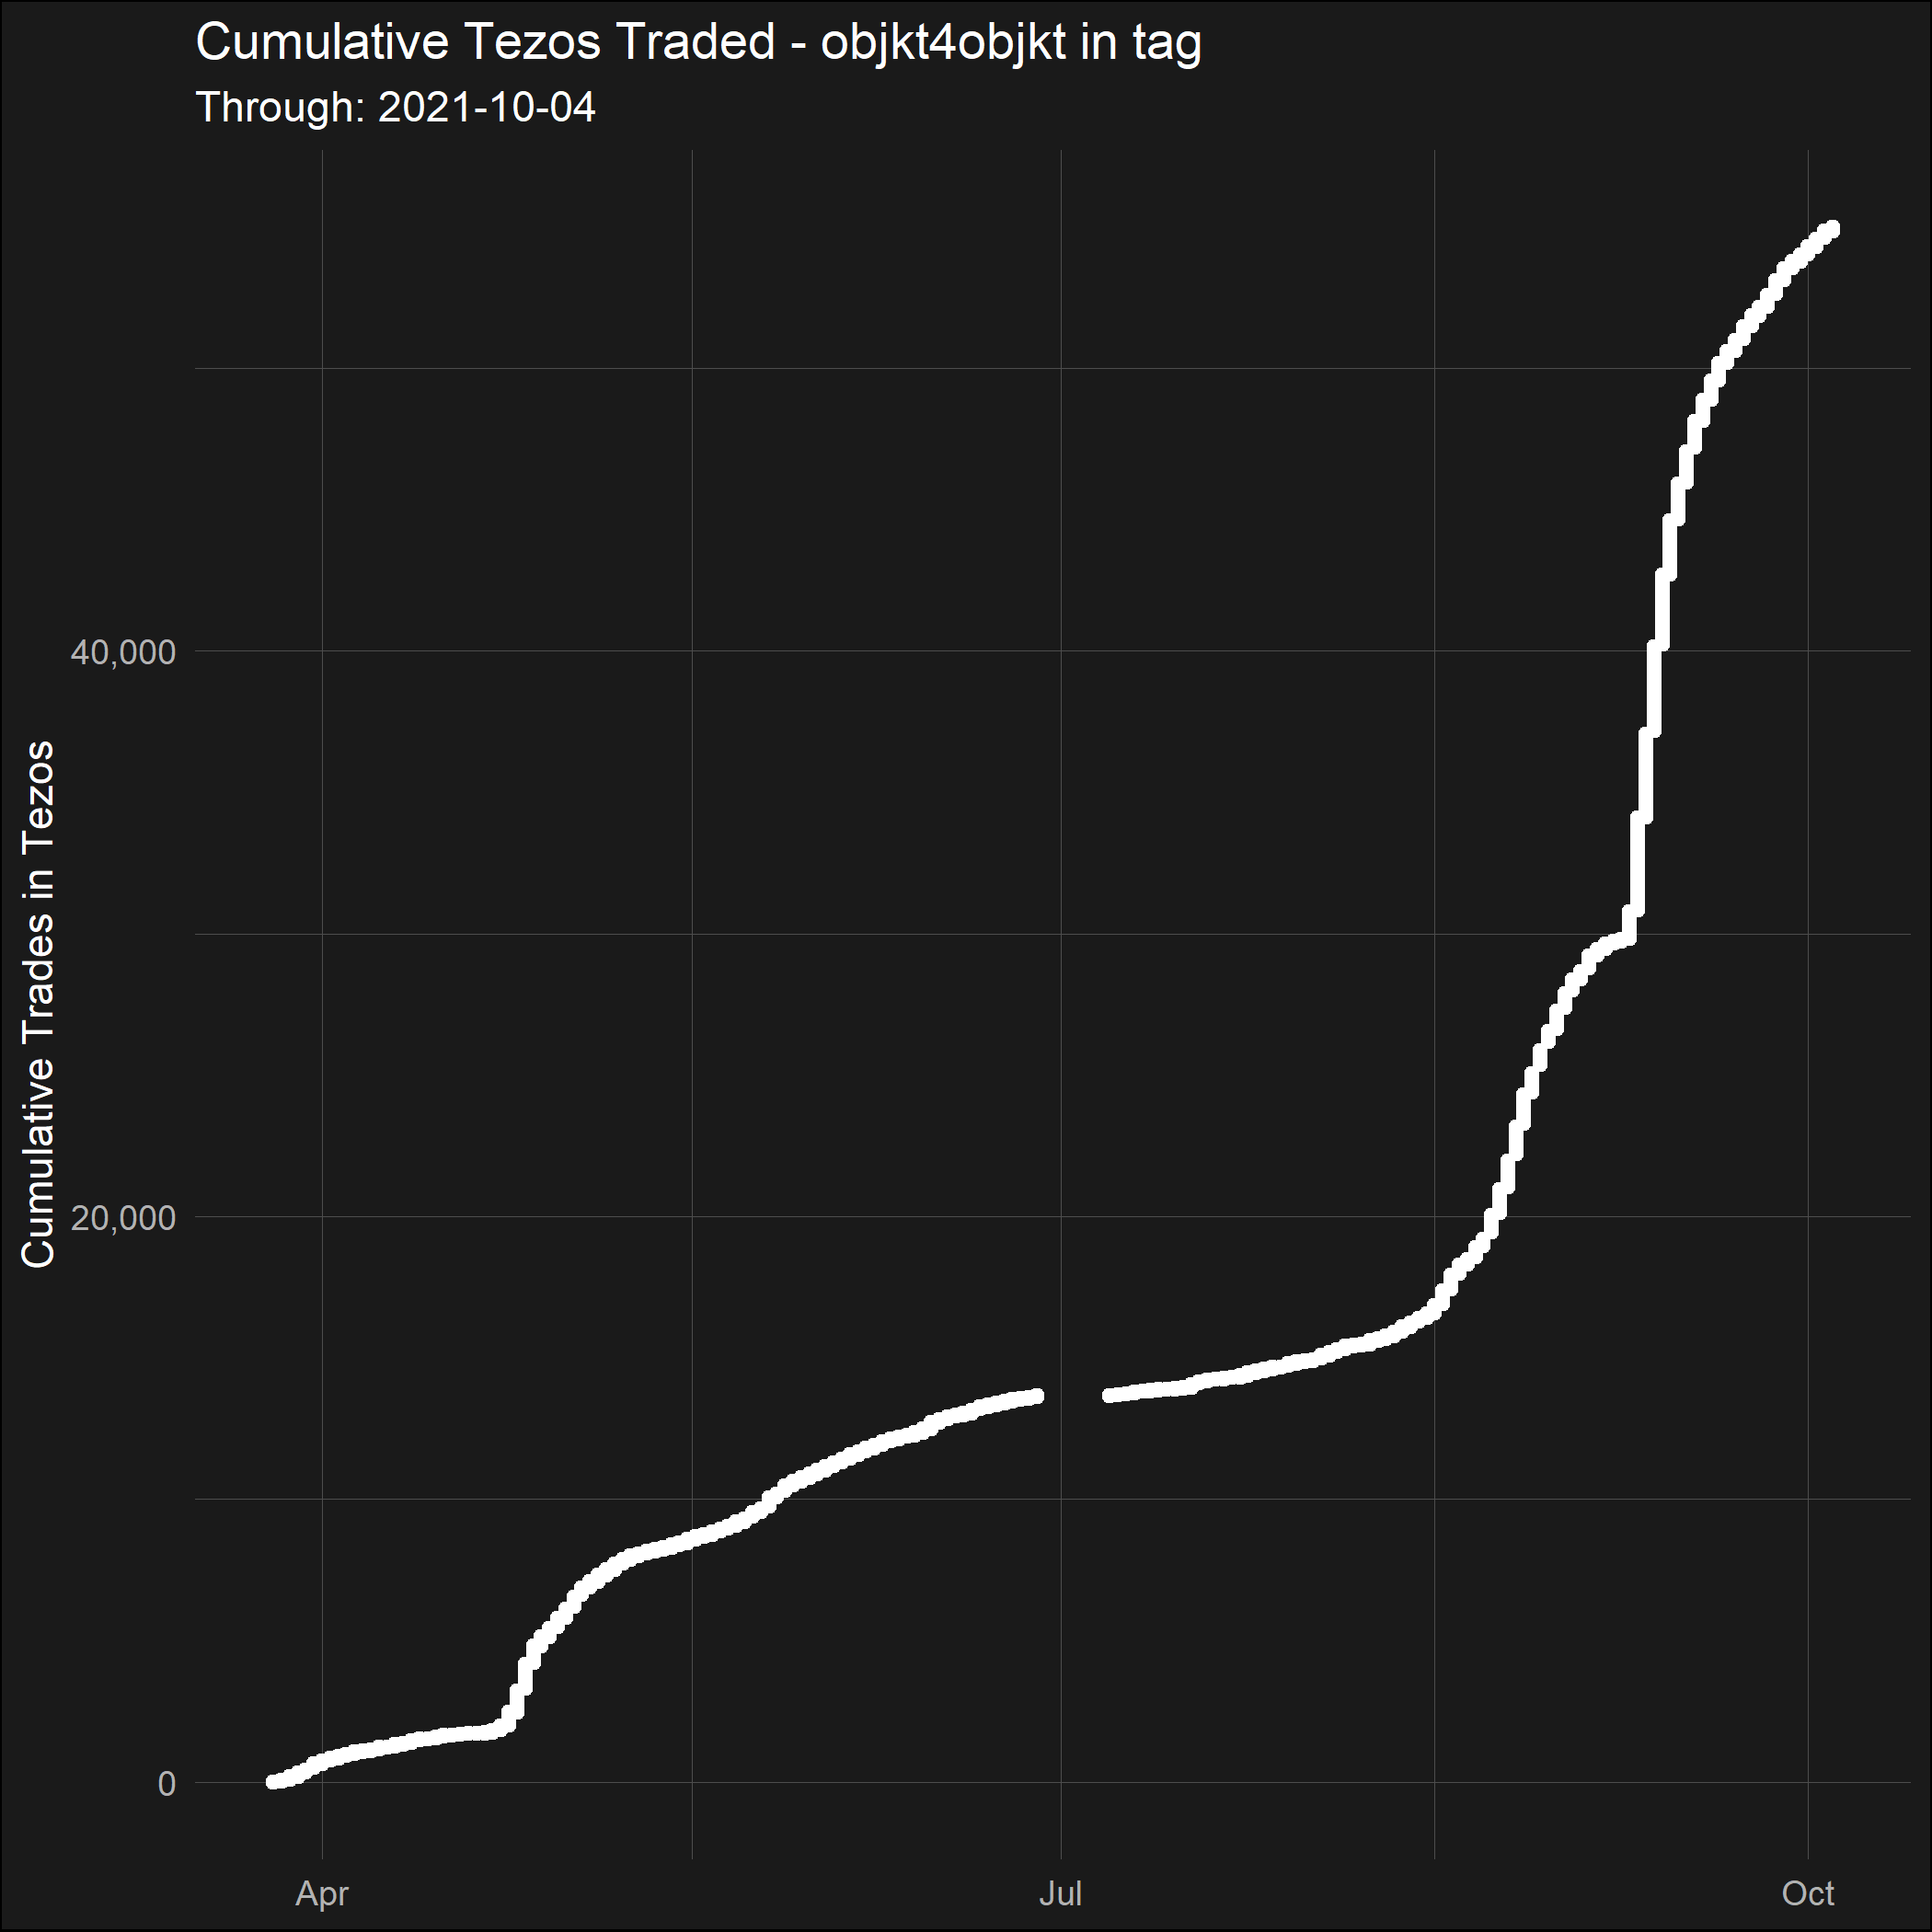 Cumulative Tezos Traded - objkt4objkt in tag
Through: 2021-10-04
Cumulative Trades in Tezos
40,000
20,000
0
Apr
Jul
Oct